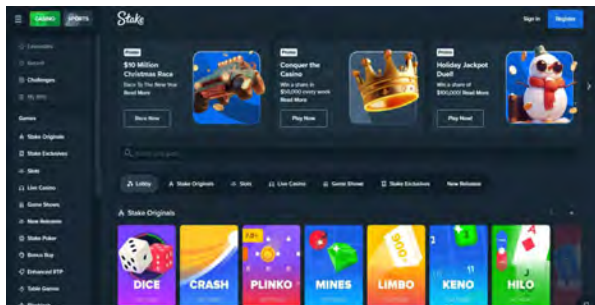 CASINO
SPORTS
Stake
Sign In
Register
Promo
$10 Million
Christmas Race
Race To The New Year
Read More
Race Now
Promo
Conquer the
Casino
Win a share in
$50,000 every week
Read More
Play Now
Promo
Holiday Jackpot
Duel!
Win a share of
Read More
Play Now!
Challenges
Games
Stake Originals
Stake Exclusives
Slots
Live Casino
Game Shows
New Releases
Stake Poker
Bonus Buy
Enhanced RTP
Table Games
Lobby
Stake Originals
Slots
Live Casino
Game Shows
Stake Exclusives
New Releases
Stake Originals
DICE
CRASH
PLINKO
MINES
LIMBO
KENO
HILO